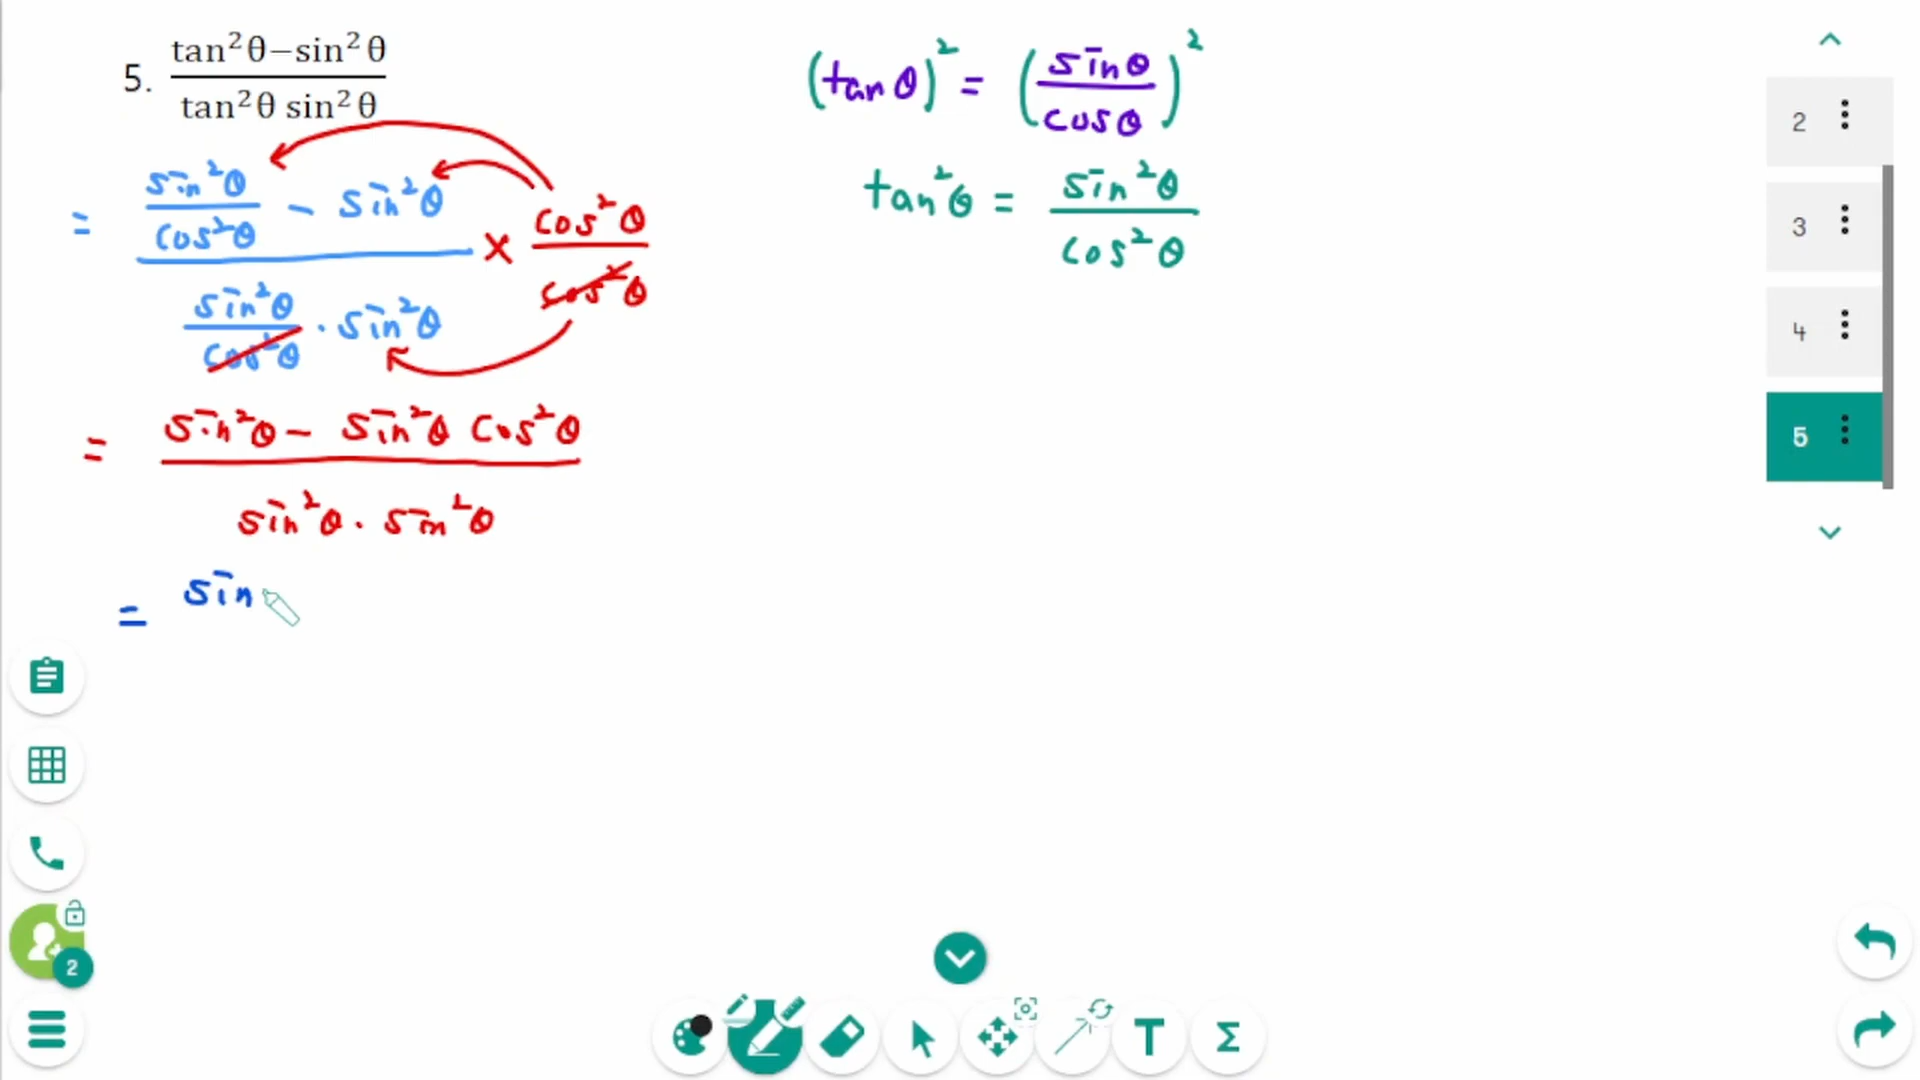 5. tan²θ−sin²θ
tan²θ sin²θ
= sin²θ/cos²θ − sin²θ × cos²θ/cos²θ
sin²θ/cos²θ · sin²θ
= sin²θ − sin²θ cos²θ
sin²θ · sin²θ
= sin
(tan θ)² = (sinθ/cosθ)²
tan²θ = sin²θ/cos²θ
2
3
4
5
2
T
Σ